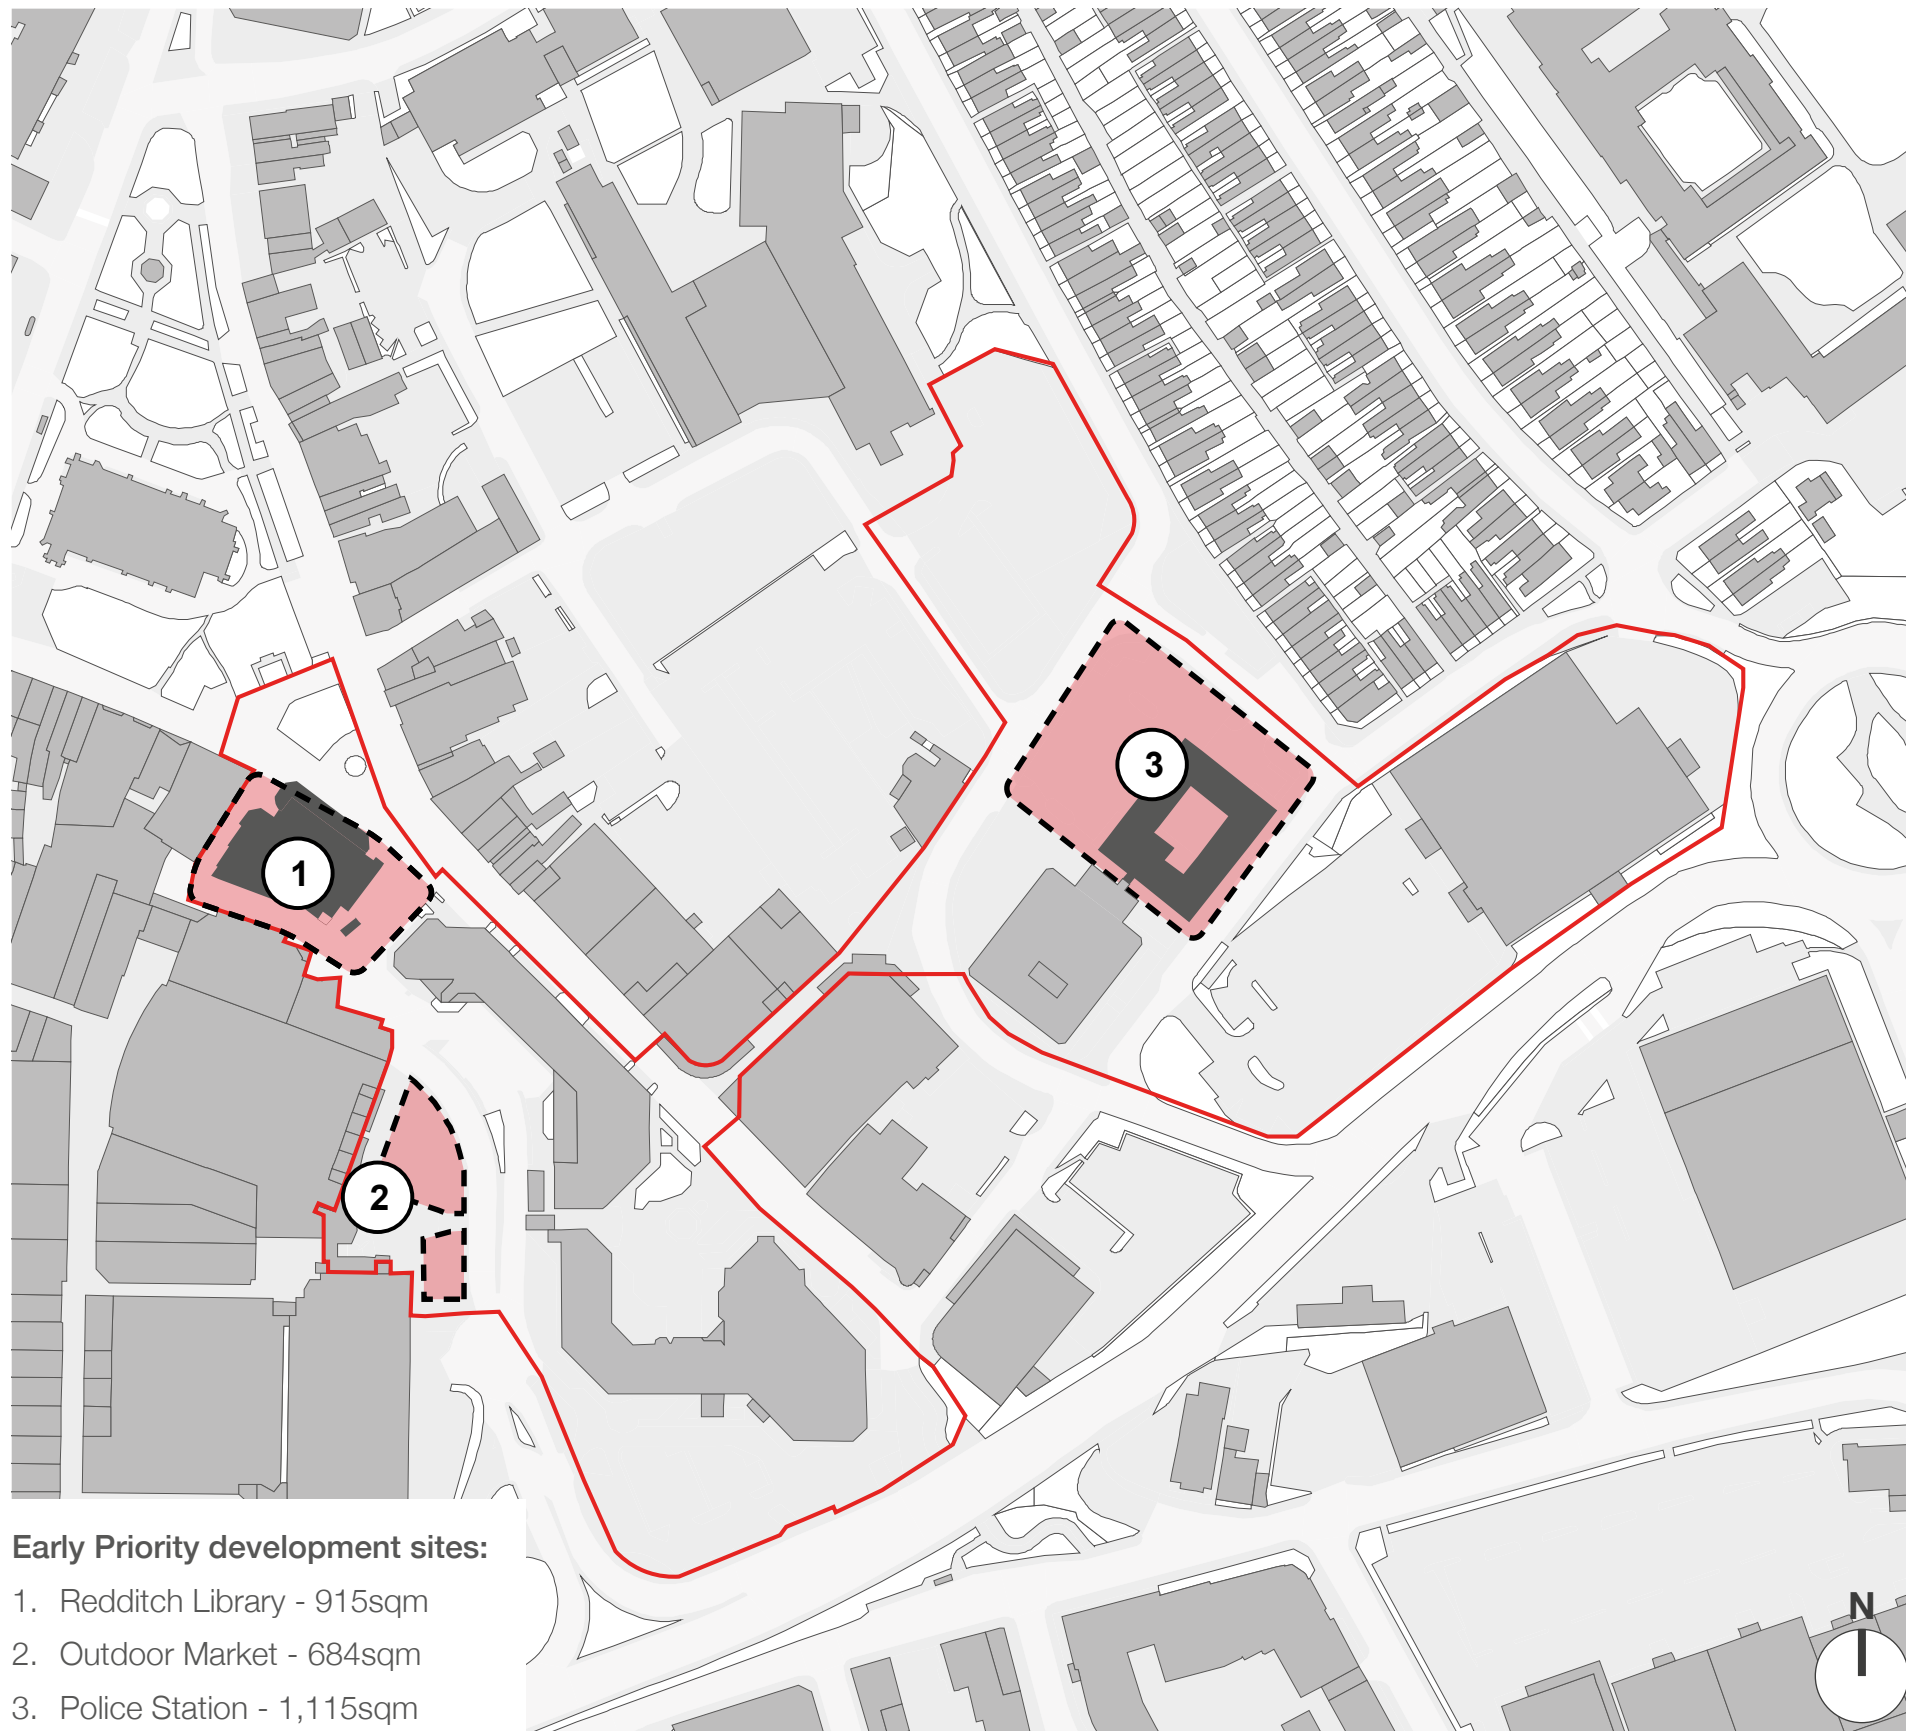 3
1
2
Early Priority development sites:
1. Redditch Library - 915sqm
2. Outdoor Market - 684sqm
3. Police Station - 1,115sqm
N